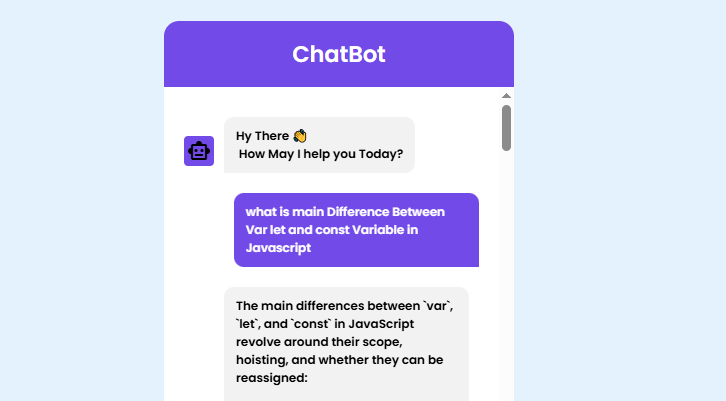 ChatBot
Hy There 👋
How May I help you Today?
what is main Difference Between
Var let and const Variable in
Javascript
The main differences between `var`,
`let`, and `const` in JavaScript
revolve around their scope,
hoisting, and whether they can be
reassigned: